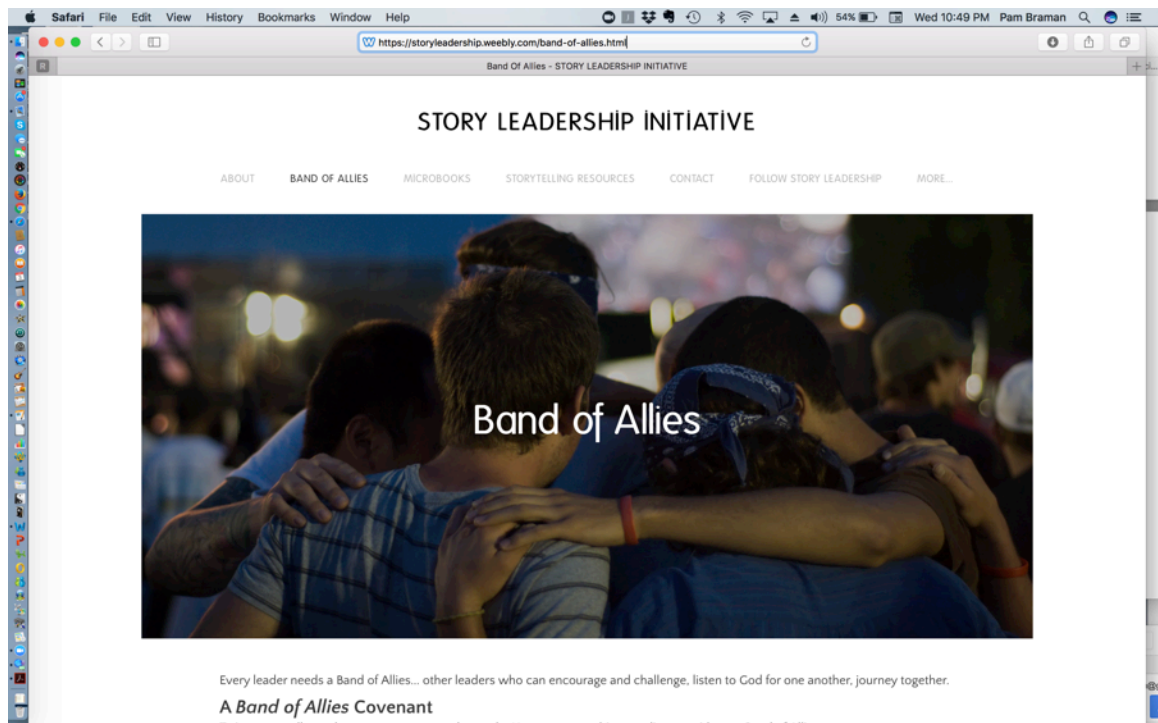 Safari File Edit View History Bookmarks Window Help 54% Wed 10:49 PM Pam Braman
https://storyleadership.weebly.com/band-of-allies.html
Band Of Allies - STORY LEADERSHIP INITIATIVE
STORY LEADERSHIP INITIATIVE
ABOUT BAND OF ALLIES MICROBOOKS STORYTELLING RESOURCES CONTACT FOLLOW STORY LEADERSHIP MORE...
Band of Allies
Every leader needs a Band of Allies... other leaders who can encourage and challenge, listen to God for one another, journey together.
A Band of Allies Covenant